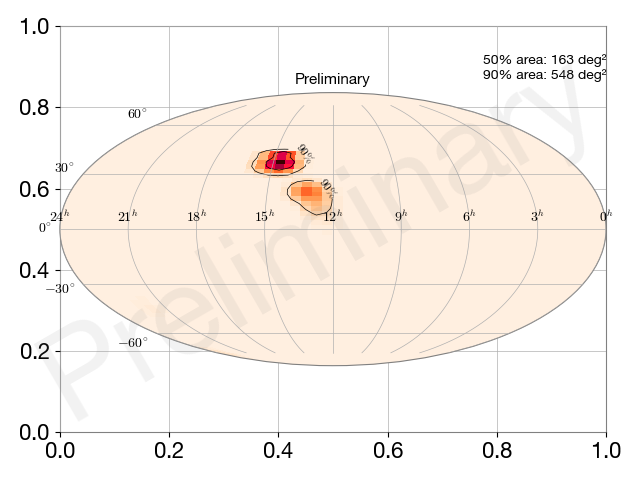 Preliminary
50% area: 163 deg²
90% area: 548 deg²
1.0
0.8
0.6
0.4
0.2
0.0
0.0 0.2 0.4 0.6 0.8 1.0
60°
30°
0°
−30°
−60°
24ʰ 21ʰ 18ʰ 15ʰ 12ʰ 9ʰ 6ʰ 3ʰ 0ʰ
90%
90%
Preliminary